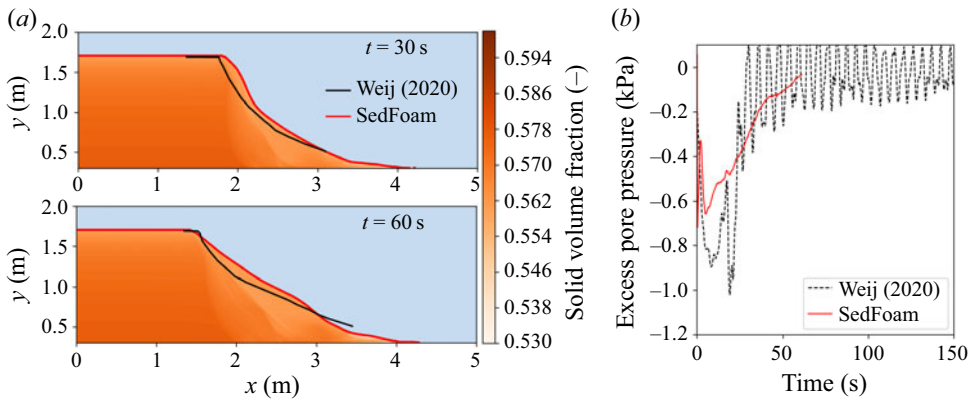 (a)
2.0
1.5
1.0
0.5
y (m)
t = 30 s
Weij (2020)
SedFoam
0 1 2 3 4 5
2.0
1.5
1.0
0.5
y (m)
t = 60 s
0 1 2 3 4 5
x (m)
0.594
0.586
0.578
0.570
0.562
0.554
0.546
0.538
0.530
Solid volume fraction (–)
(b)
0
−0.2
−0.4
−0.6
−0.8
−1.0
−1.2
Excess pore pressure (kPa)
Weij (2020)
SedFoam
0 50 100 150
Time (s)